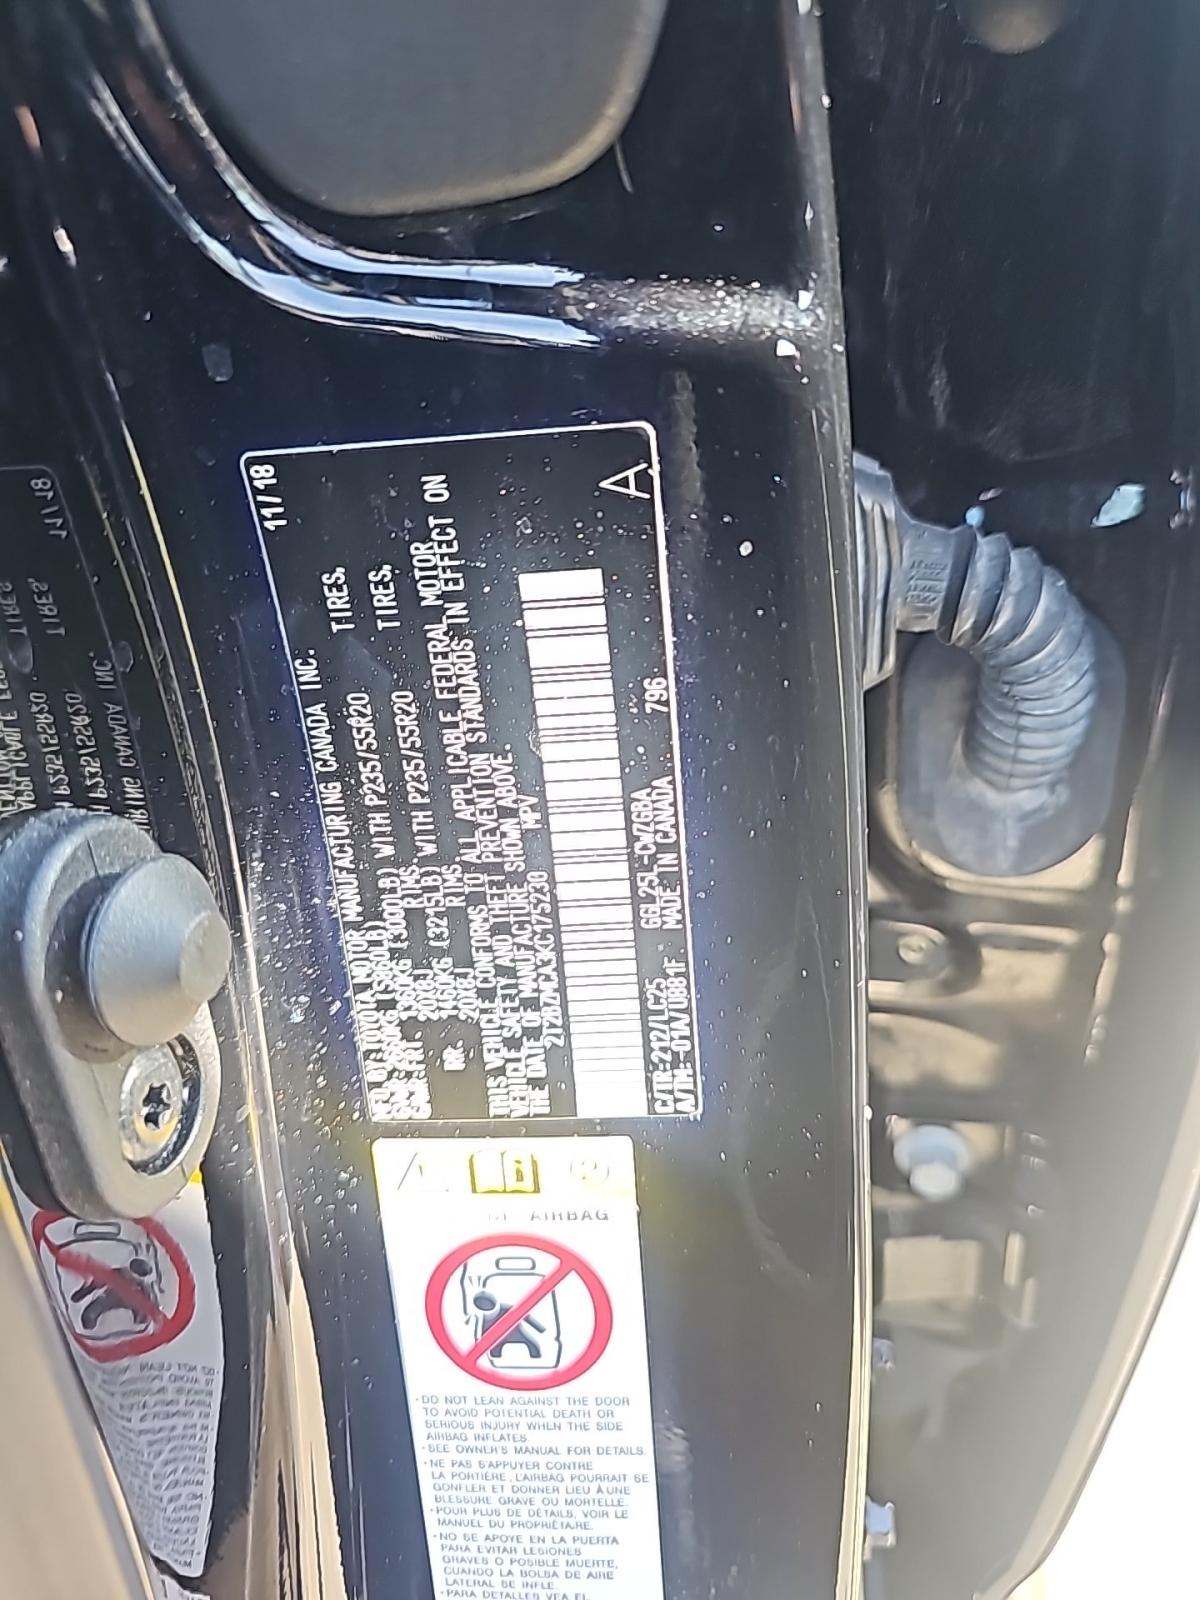 11/18
MFD. BY: TOYOTA MOTOR MANUFACTURING CANADA INC.
1360KG (3000LB) WITH P235/55R20 TIRES,
20X8J RIMS.
RR. 1460KG (3215LB) WITH P235/55R20 TIRES,
20X8J RIMS.
THIS VEHICLE CONFORMS TO ALL APPLICABLE FEDERAL MOTOR
VEHICLE SAFETY AND THEFT PREVENTION STANDARDS IN EFFECT ON
THE DATE OF MANUFACTURE SHOWN ABOVE.
2T2BZMCA3KC175230 MPV
C/TR:212/LC25 GGL25L-CWZGBA 796
A/TM:-01A/U881F MADE IN CANADA
A
AIRBAG
·DO NOT LEAN AGAINST THE DOOR
TO AVOID POTENTIAL DEATH OR
SERIOUS INJURY WHEN THE SIDE
AIRBAG INFLATES.
·SEE OWNER'S MANUAL FOR DETAILS.
·NE PAS S'APPUYER CONTRE
LA PORTIÈRE, L'AIRBAG POURRAIT SE
GONFLER ET DONNER LIEU À UNE
BLESSURE GRAVE OU MORTELLE.
·POUR PLUS DE DÉTAILS, VOIR LE
MANUEL DU PROPRIÉTAIRE.
·NO SE APOYE EN LA PUERTA
PARA EVITAR LESIONES
GRAVES O POSIBLE MUERTE,
CUANDO LA BOLSA DE AIRE
LATERAL SE INFLE.
·PARA DETALLES VEA EL